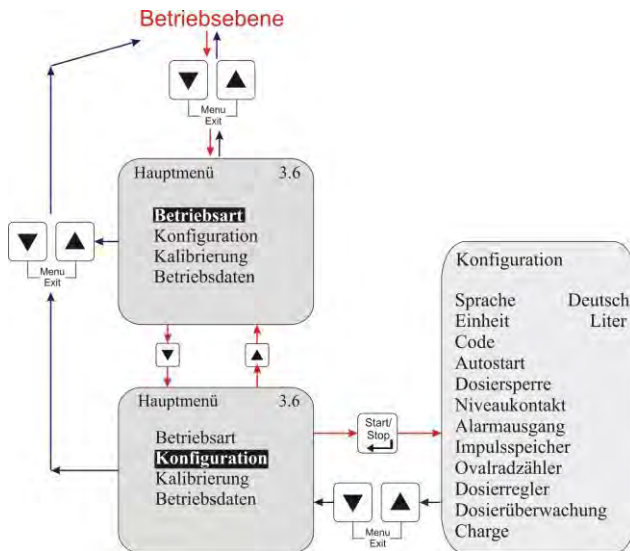 Betriebsebene
Menu
Exit
Hauptmenü 3.6
Betriebsart
Konfiguration
Kalibrierung
Betriebsdaten
Menu
Exit
Hauptmenü 3.6
Betriebsart
Konfiguration
Kalibrierung
Betriebsdaten
Start/
Stop
Menu
Exit
Konfiguration
Sprache Deutsch
Einheit Liter
Code
Autostart
Dosiersperre
Niveaukontakt
Alarmausgang
Impulsspeicher
Ovalradzähler
Dosierregler
Dosierüberwachung
Charge